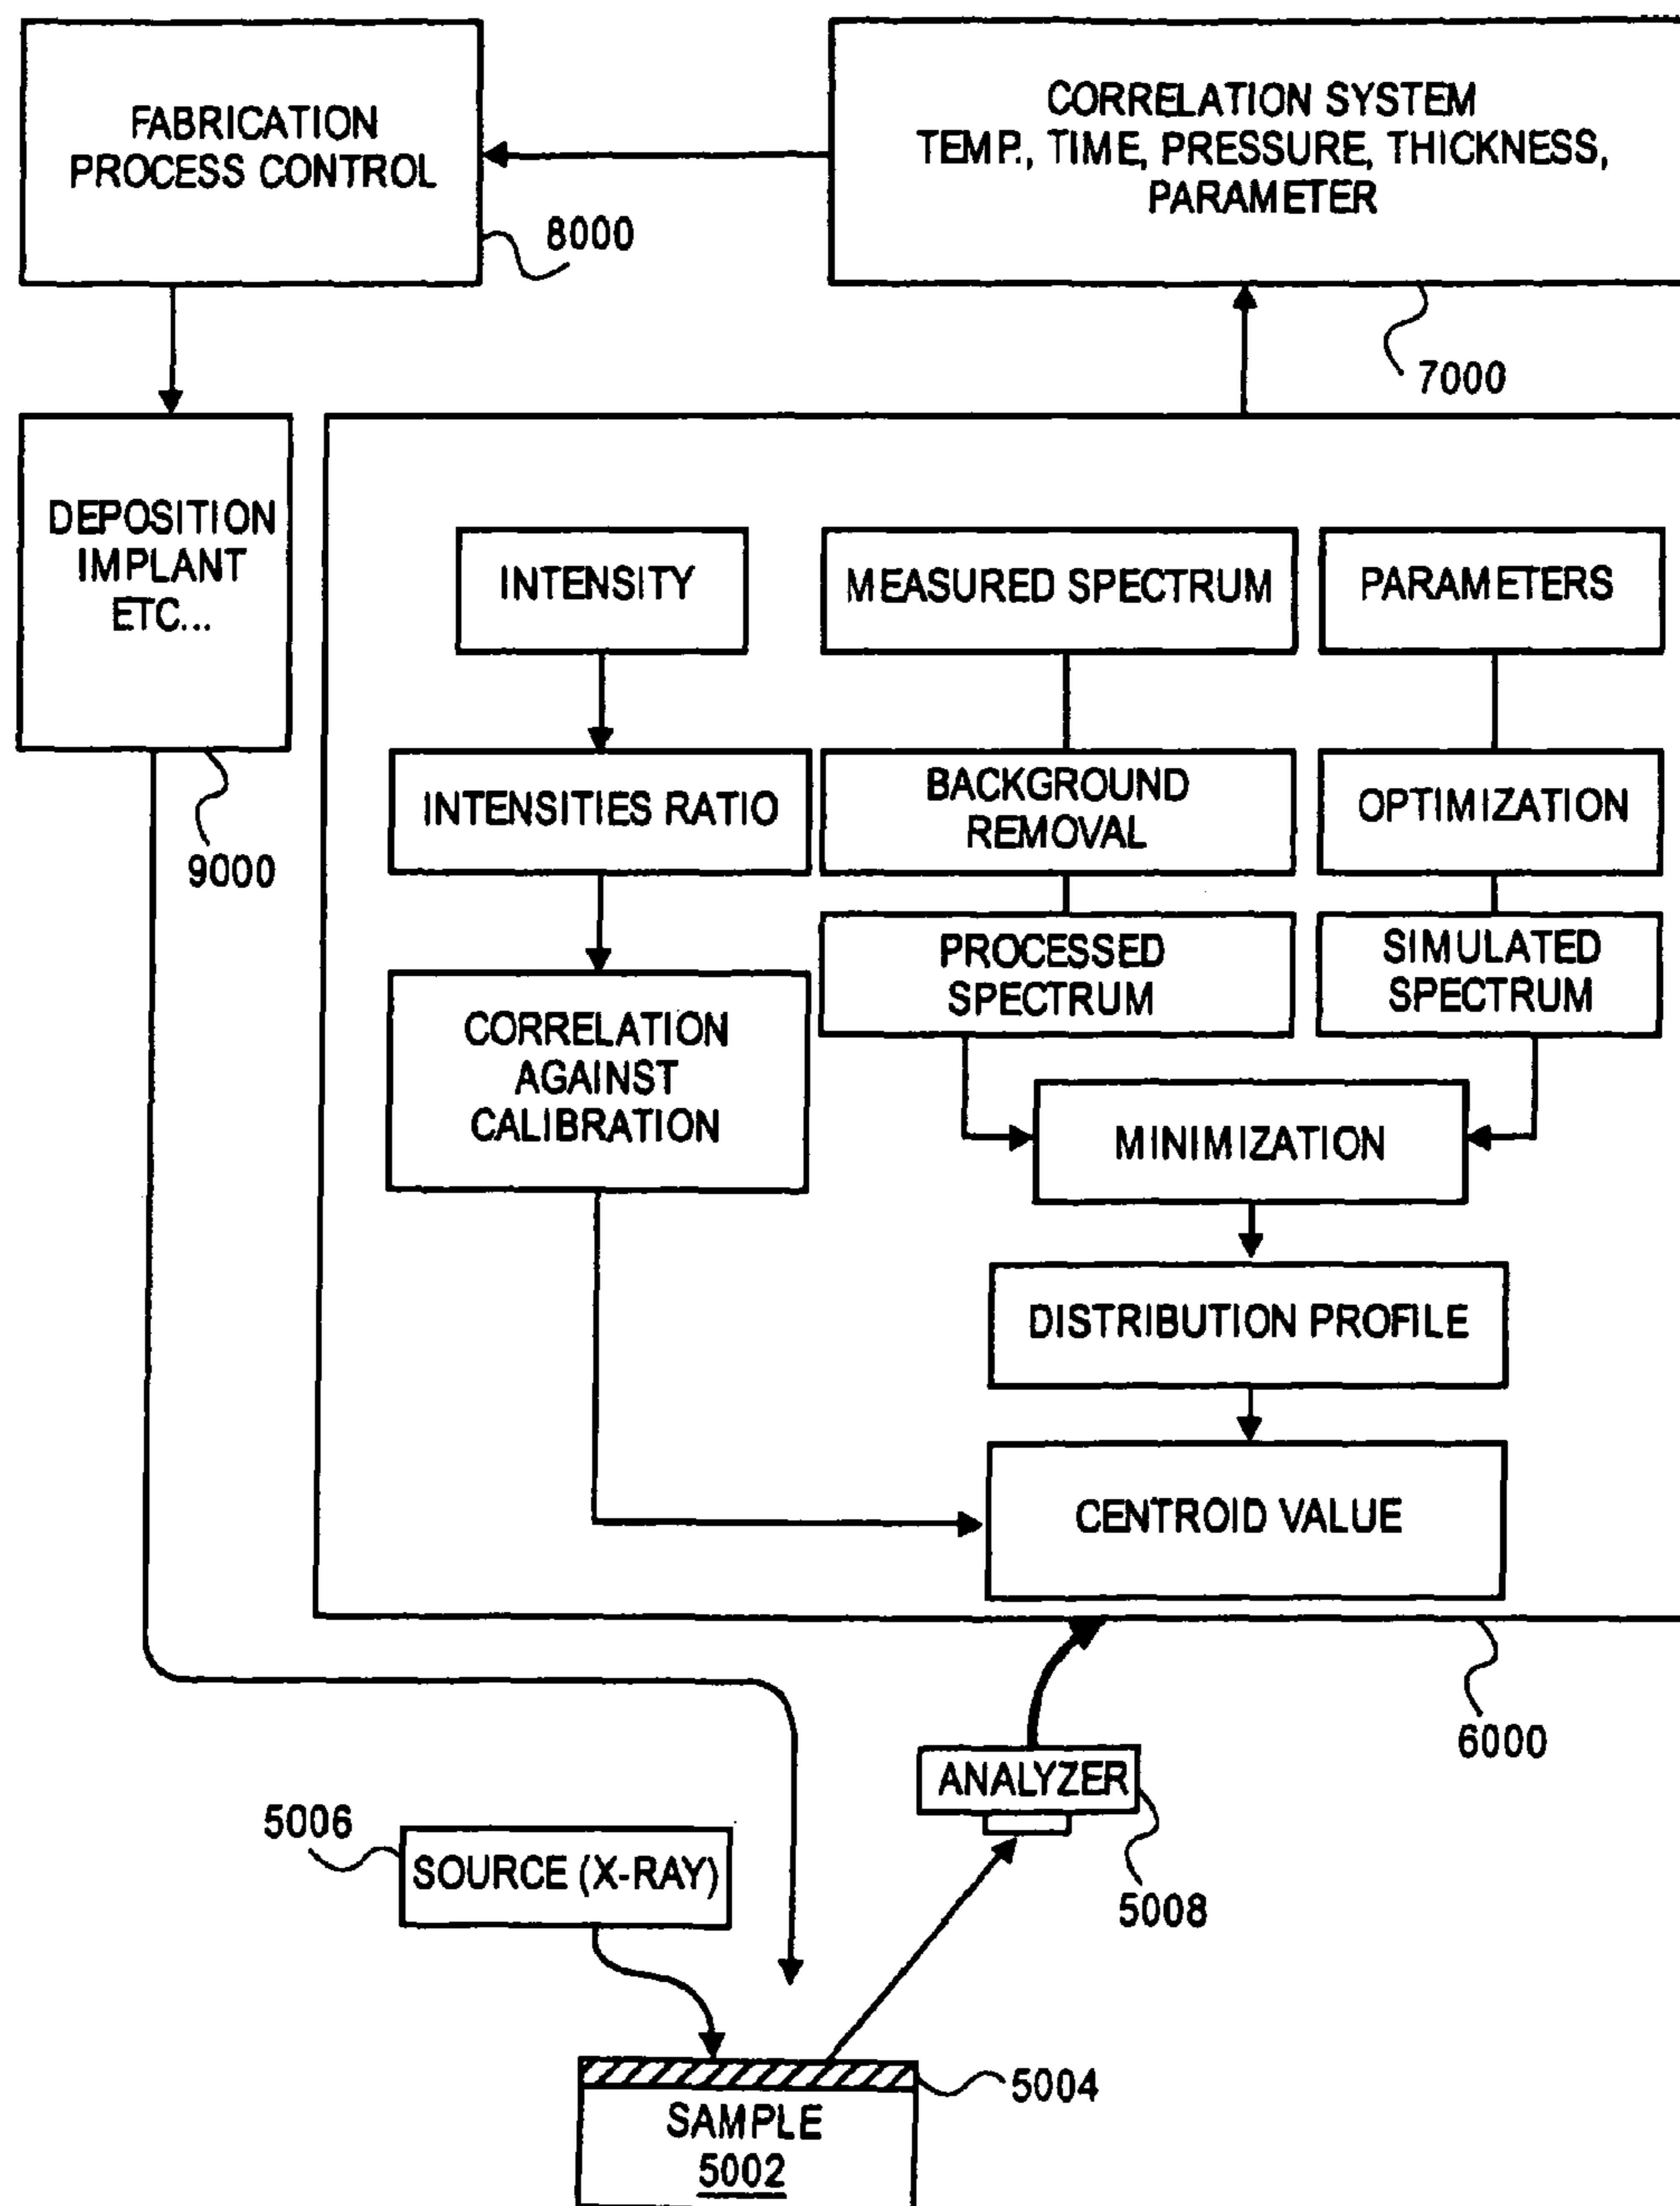 FABRICATION
PROCESS CONTROL
8000
CORRELATION SYSTEM
TEMP., TIME, PRESSURE, THICKNESS,
PARAMETER
7000
DEPOSITION
IMPLANT
ETC...
9000
INTENSITY
MEASURED SPECTRUM
PARAMETERS
INTENSITIES RATIO
BACKGROUND
REMOVAL
OPTIMIZATION
PROCESSED
SPECTRUM
SIMULATED
SPECTRUM
CORRELATION
AGAINST
CALIBRATION
MINIMIZATION
DISTRIBUTION PROFILE
CENTROID VALUE
6000
ANALYZER
5008
5006
SOURCE (X-RAY)
5004
SAMPLE
5002